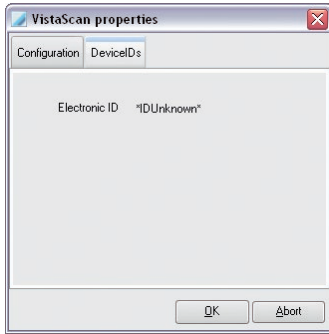 VistaScan properties
Configuration DeviceIDs
Electronic ID "IDUnknown"
OK Abort